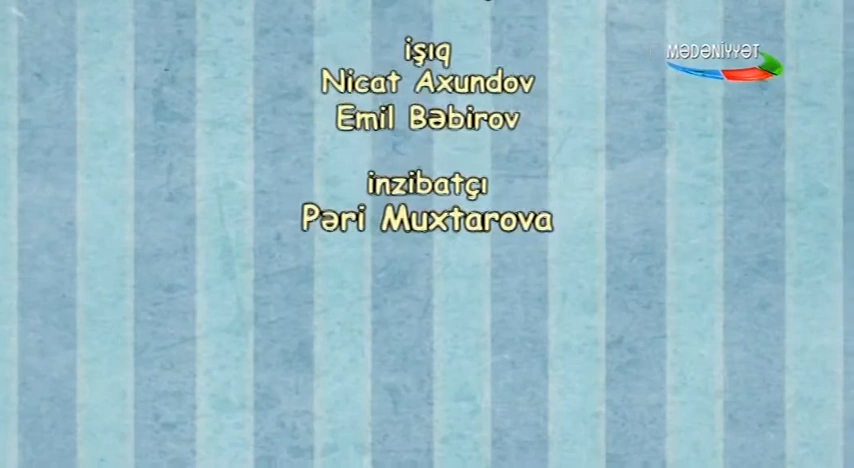 işıq
Nicat Axundov
Emil Bəbirov
inzibatçı
Pəri Muxtarova
MƏDƏNİYYƏT